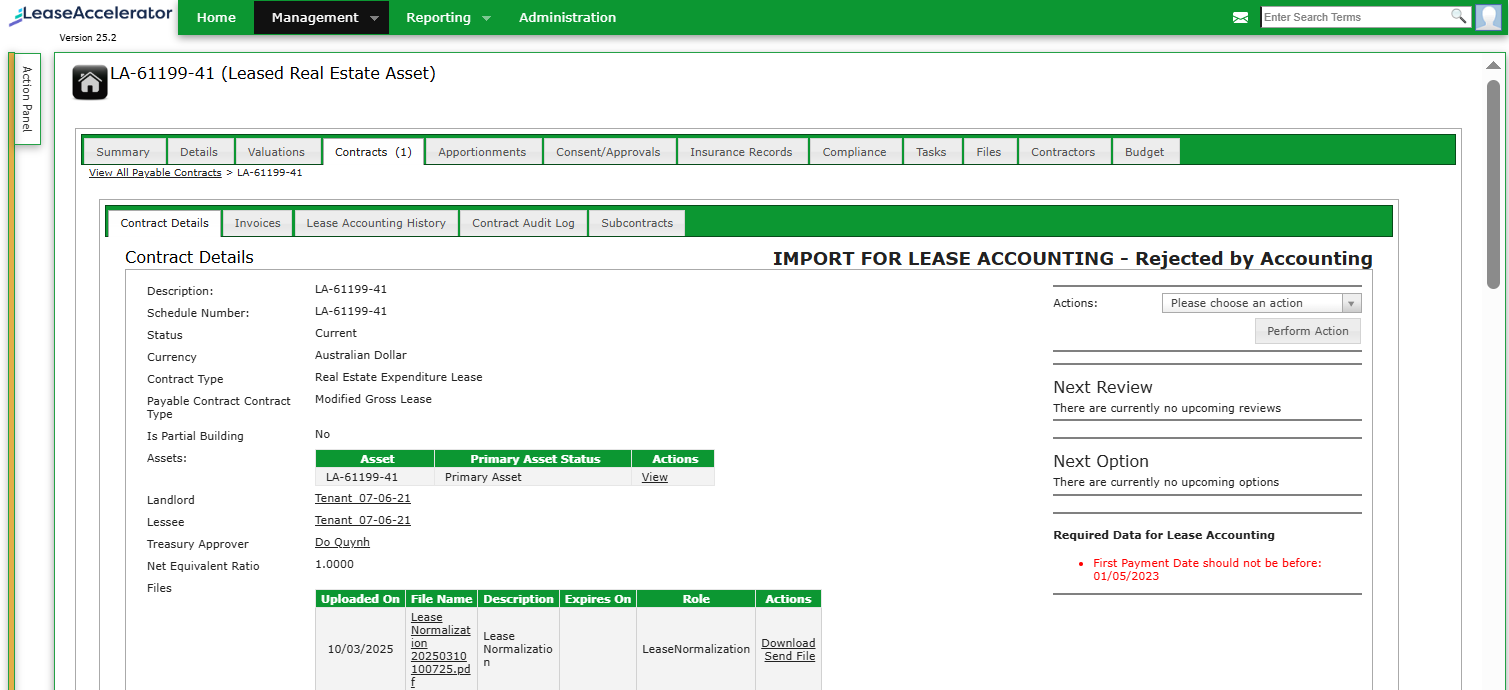 LeaseAccelerator
Version 25.2
Home
Management
Reporting
Administration
Enter Search Terms
Action Panel
LA-61199-41 (Leased Real Estate Asset)
Summary
Details
Valuations
Contracts (1)
Apportionments
Consent/Approvals
Insurance Records
Compliance
Tasks
Files
Contractors
Budget
View All Payable Contracts > LA-61199-41
Contract Details
Invoices
Lease Accounting History
Contract Audit Log
Subcontracts
Contract Details
IMPORT FOR LEASE ACCOUNTING - Rejected by Accounting
Description: LA-61199-41
Schedule Number: LA-61199-41
Status Current
Currency Australian Dollar
Contract Type Real Estate Expenditure Lease
Payable Contract Contract Type Modified Gross Lease
Is Partial Building No
Assets:
Asset Primary Asset Status Actions
LA-61199-41 Primary Asset View
Landlord Tenant_07-06-21
Lessee Tenant_07-06-21
Treasury Approver Do Quynh
Net Equivalent Ratio 1.0000
Files
Uploaded On File Name Description Expires On Role Actions
10/03/2025
Lease
Normalizat
ion
20250310
100725.pd
f
Lease
Normalizatio
n
LeaseNormalization
Download
Send File
Actions: Please choose an action
Perform Action
Next Review
There are currently no upcoming reviews
Next Option
There are currently no upcoming options
Required Data for Lease Accounting
First Payment Date should not be before:
01/05/2023